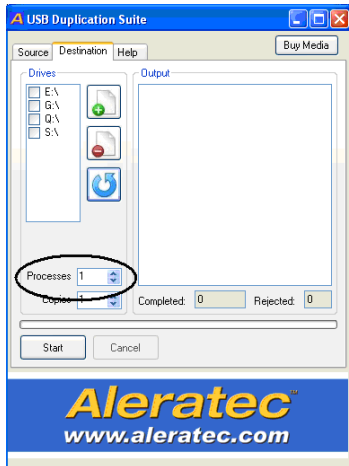 A USB Duplication Suite
Source Destination Help Buy Media
Drives Output
E:\
G:\
Q:\
S:\
Processes 1
Copies 1 Completed: 0 Rejected: 0
Start Cancel
Aleratec™
www.aleratec.com